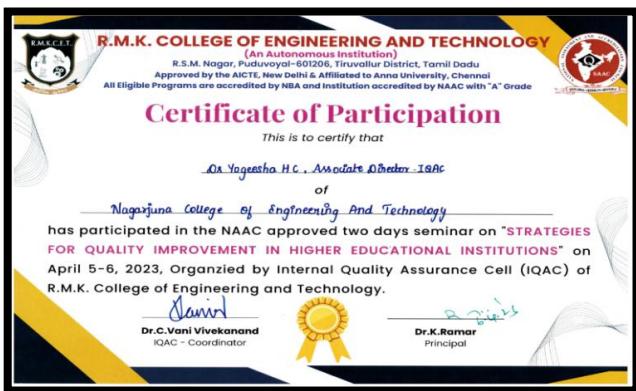 R.M.K.C.E.T.
R.M.K. COLLEGE OF ENGINEERING AND TECHNOLOGY
(An Autonomous Institution)
R.S.M. Nagar, Puduvoyal-601206, Tiruvallur District, Tamil Dadu
Approved by the AICTE, New Delhi & Affiliated to Anna University, Chennai
All Eligible Programs are accredited by NBA and Institution accredited by NAAC with "A" Grade
NAAC
Certificate of Participation
This is to certify that
Dr Yogeesha H C, Associate Director - IQAC
of
Nagarjuna College of Engineering And Technology
has participated in the NAAC approved two days seminar on "STRATEGIES
FOR QUALITY IMPROVEMENT IN HIGHER EDUCATIONAL INSTITUTIONS" on
April 5-6, 2023, Organzied by Internal Quality Assurance Cell (IQAC) of
R.M.K. College of Engineering and Technology.
Dr.C.Vani Vivekanand
IQAC - Coordinator
Dr.K.Ramar
Principal